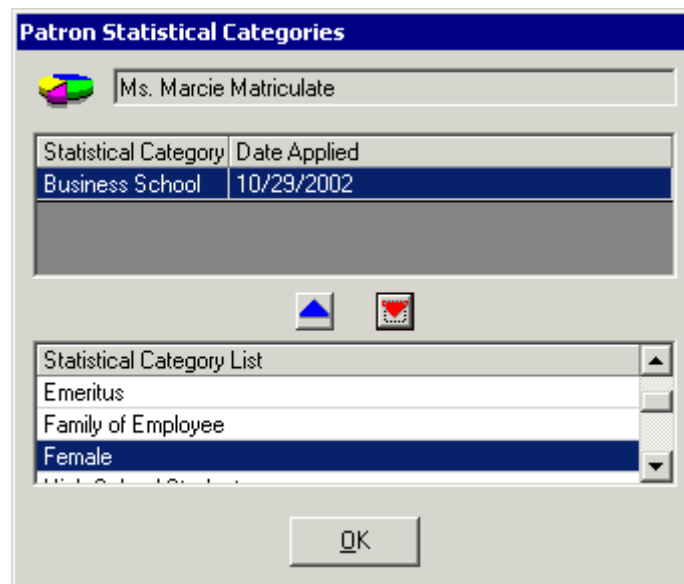 Patron Statistical Categories
Ms. Marcie Matriculate
Statistical Category Date Applied
Business School 10/29/2002
Statistical Category List
Emeritus
Family of Employee
Female
OK